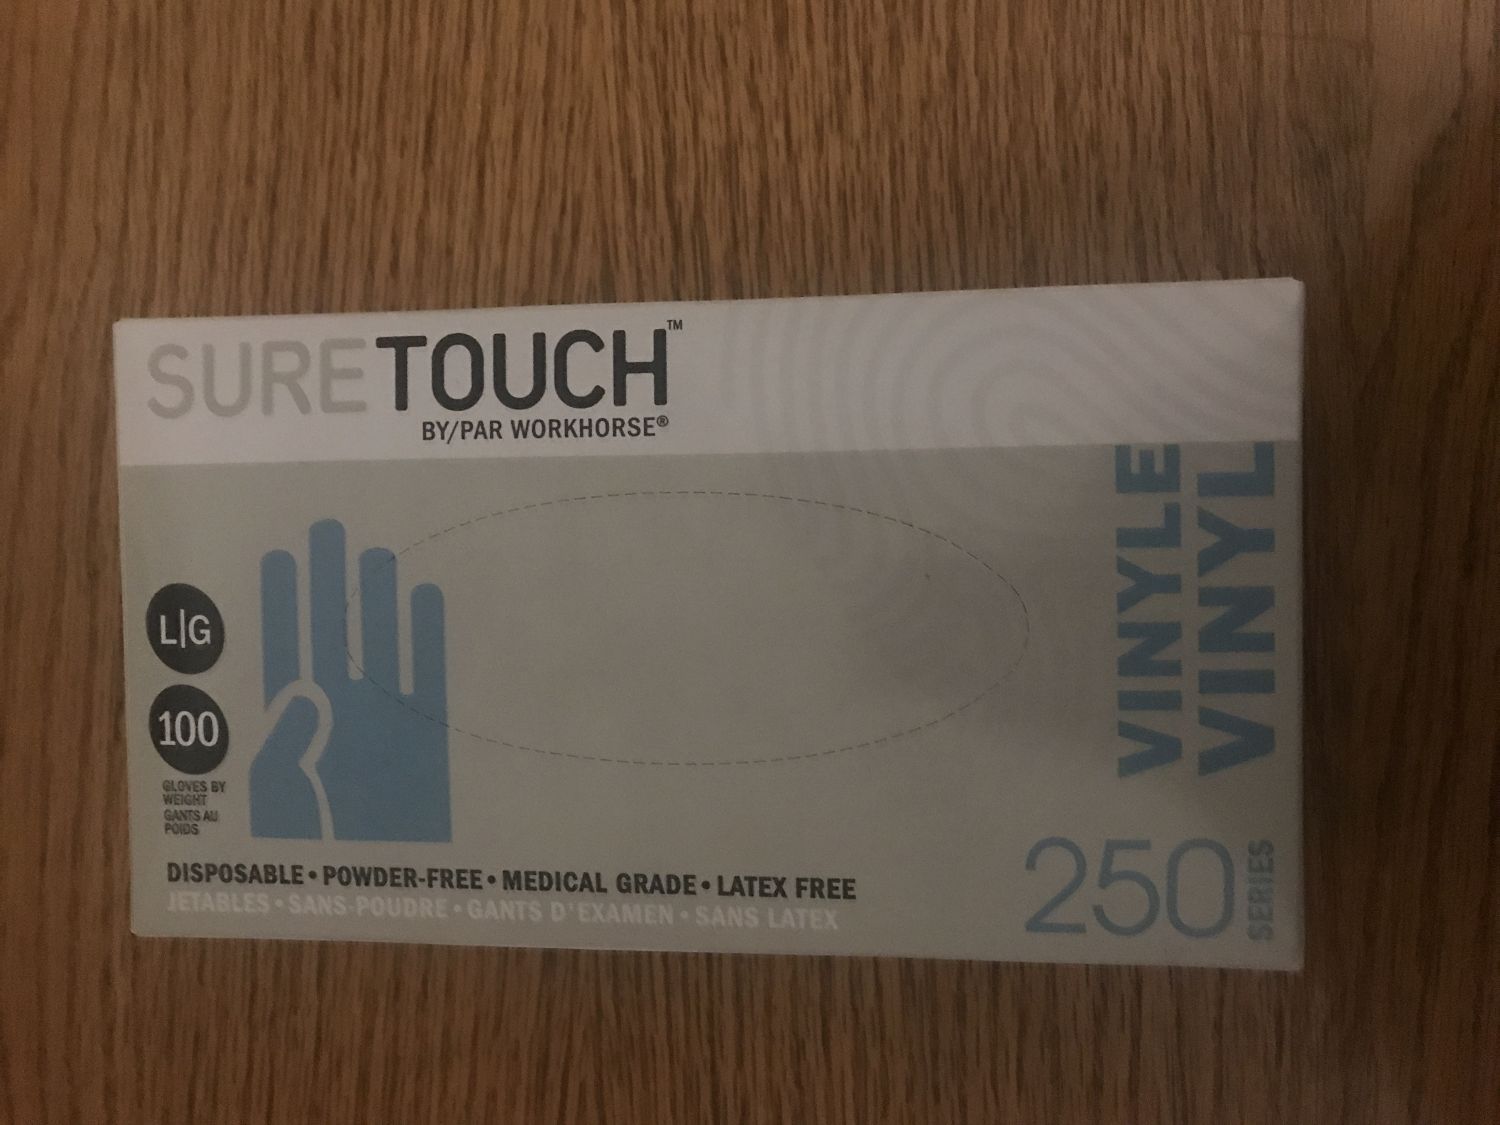 SURETOUCH™
BY/PAR WORKHORSE®
VINYLE
VINYL
L|G
100
GLOVES BY
WEIGHT
GANTS AU
POIDS
DISPOSABLE • POWDER-FREE • MEDICAL GRADE • LATEX FREE
JETABLES • SANS-POUDRE • GANTS D'EXAMEN • SANS LATEX
250
SERIES